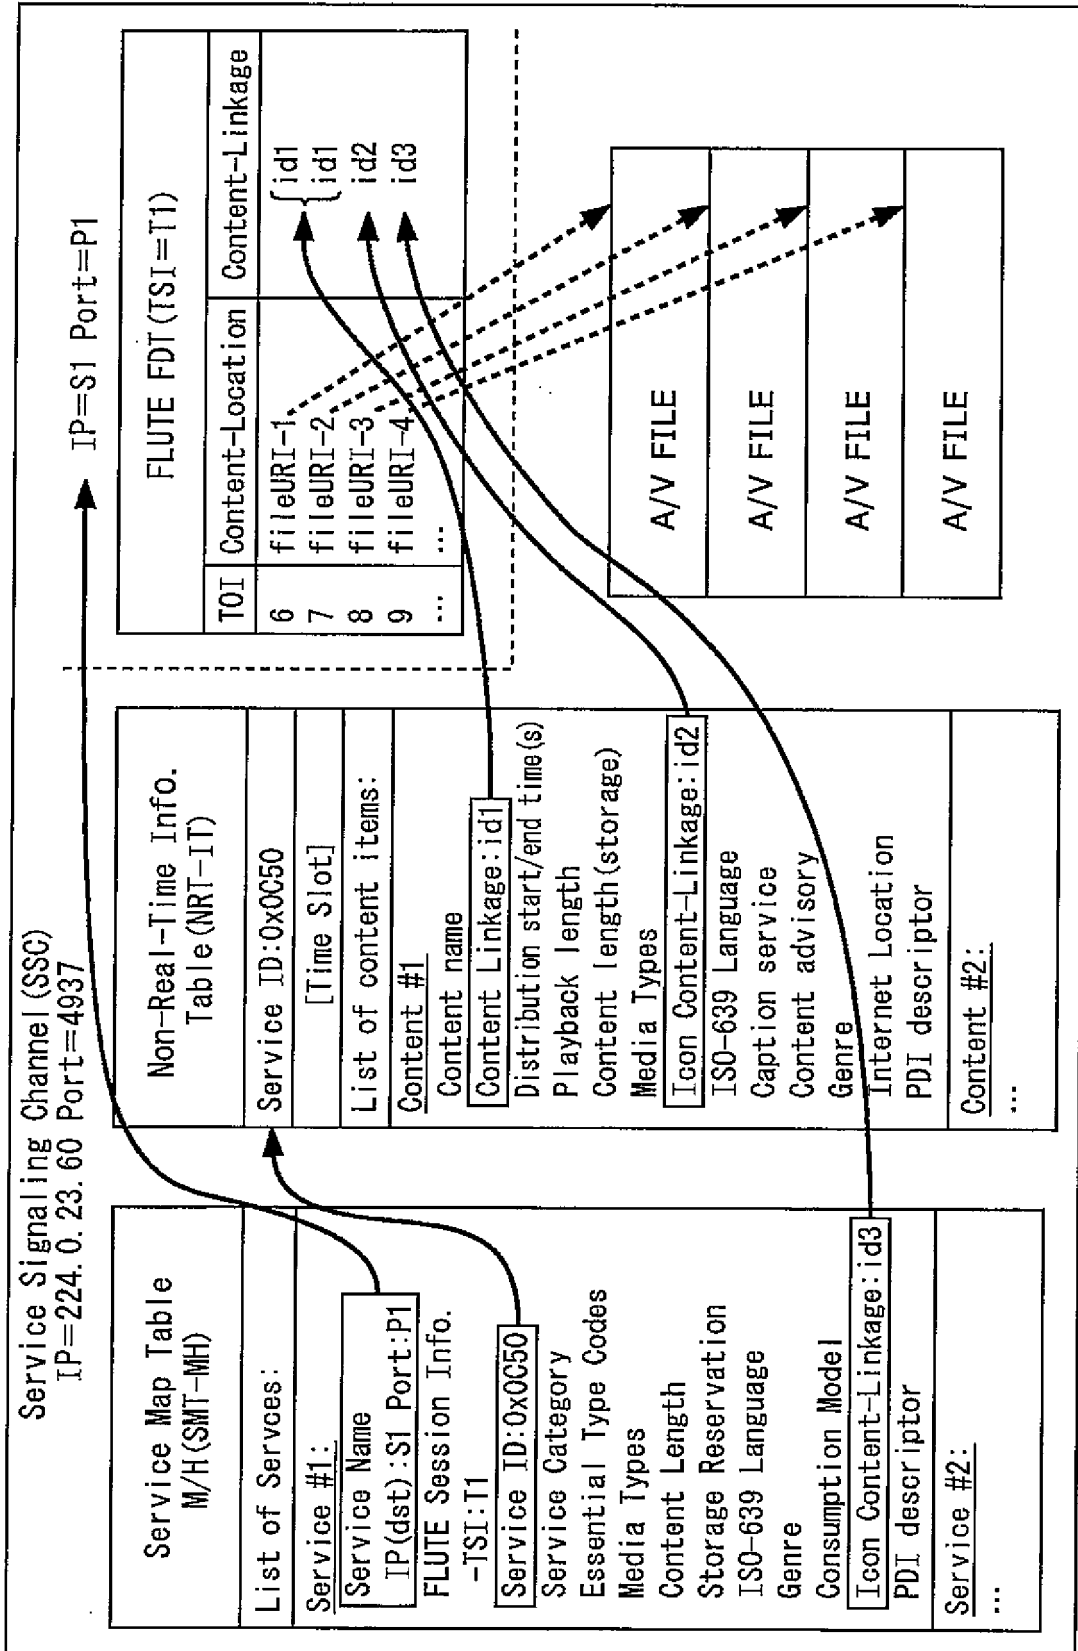 Service Signaling Channel(SSC)
IP=224.0.23.60 Port=4937
Service Map Table
M/H(SMT-MH)
List of Servces:
Service #1:
Service Name
IP(dst):S1 Port:P1
FLUTE Session Info.
-TSI:T1
Service ID:0x0C50
Service Category
Essential Type Codes
Media Types
Content Length
Storage Reservation
ISO-639 Language
Genre
Consumption Model
Icon Content-Linkage:id3
PDI descriptor
Service #2:
...
Non-Real-Time Info.
Table(NRT-IT)
Service ID:0x0C50
[Time Slot]
List of content items:
Content #1
Content name
Content Linkage:id1
Distribution start/end time(s)
Playback length
Content length(storage)
Media Types
Icon Content-Linkage:id2
ISO-639 Language
Caption service
Content advisory
Genre
Internet Location
PDI descriptor
Content #2:
...
IP=S1 Port=P1
FLUTE FDT(TSI=T1)
TOI Content-Location Content-Linkage
6 fileURI-1 id1
7 fileURI-2 id1
8 fileURI-3 id2
9 fileURI-4 id3
... ...
A/V FILE
A/V FILE
A/V FILE
A/V FILE